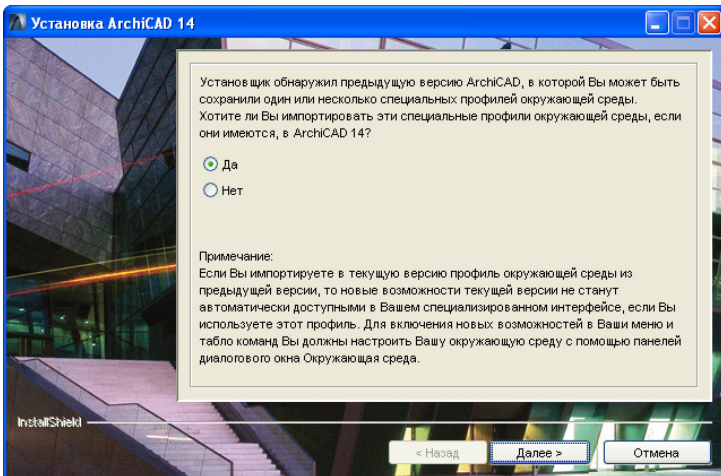 Установка ArchiCAD 14
Установщик обнаружил предыдущую версию ArchiCAD, в которой Вы может быть
сохранили один или несколько специальных профилей окружающей среды.
Хотите ли Вы импортировать эти специальные профили окружающей среды, если
они имеются, в ArchiCAD 14?
Да
Нет
Примечание:
Если Вы импортируете в текущую версию профиль окружающей среды из
предыдущей версии, то новые возможности текущей версии не станут
автоматически доступными в Вашем специализированном интерфейсе, если Вы
используете этот профиль. Для включения новых возможностей в Ваши меню и
табло команд Вы должны настроить Вашу окружающую среду с помощью панелей
диалогового окна Окружающая среда.
InstallShield
< Назад
Далее >
Отмена